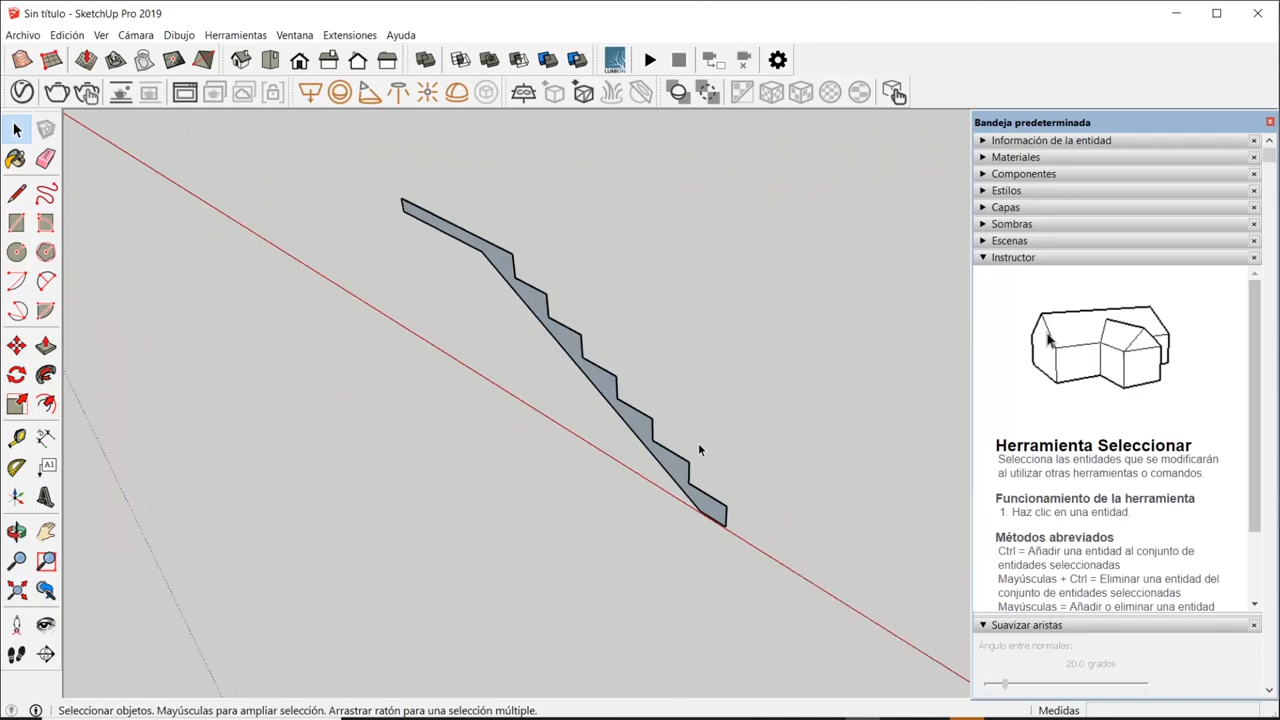 Sin título - SketchUp Pro 2019
Archivo Edición Ver Cámara Dibujo Herramientas Ventana Extensiones Ayuda
LUMION
Bandeja predeterminada
Información de la entidad
Materiales
Componentes
Estilos
Capas
Sombras
Escenas
Instructor
Herramienta Seleccionar
Selecciona las entidades que se modificarán
al utilizar otras herramientas o comandos.
Funcionamiento de la herramienta
1. Haz clic en una entidad.
Métodos abreviados
Ctrl = Añadir una entidad al conjunto de
entidades seleccionadas
Mayúsculas + Ctrl = Eliminar una entidad del
conjunto de entidades seleccionadas
Mayúsculas = Añadir o eliminar una entidad
Suavizar aristas
Ángulo entre normales:
20.0 grados
Seleccionar objetos. Mayúsculas para ampliar selección. Arrastrar ratón para una selección múltiple.
Medidas